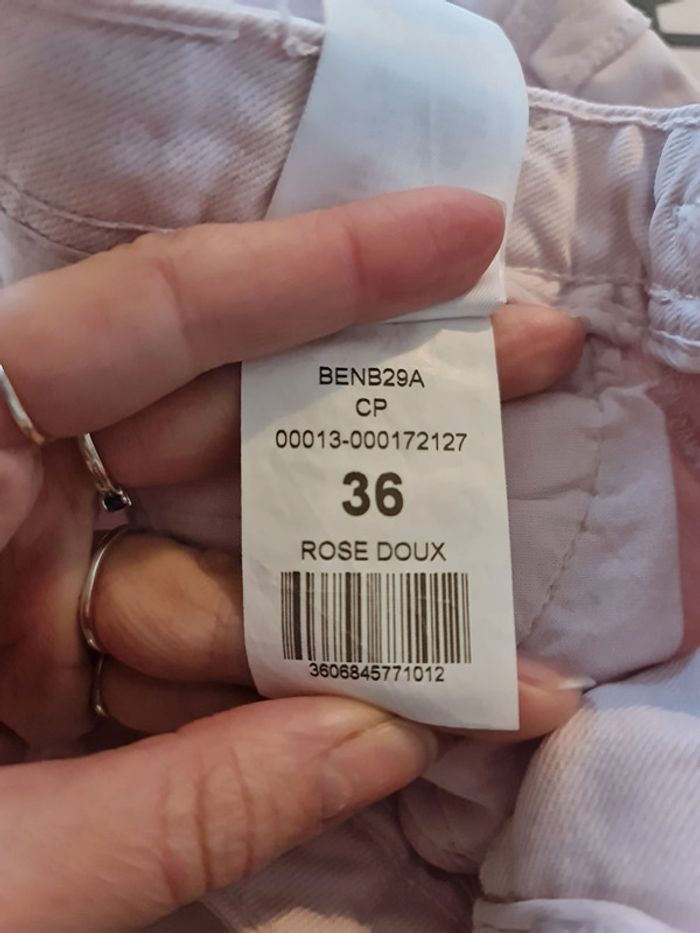 BENB29A
CP
00013-000172127
36
ROSE DOUX
3606845771012